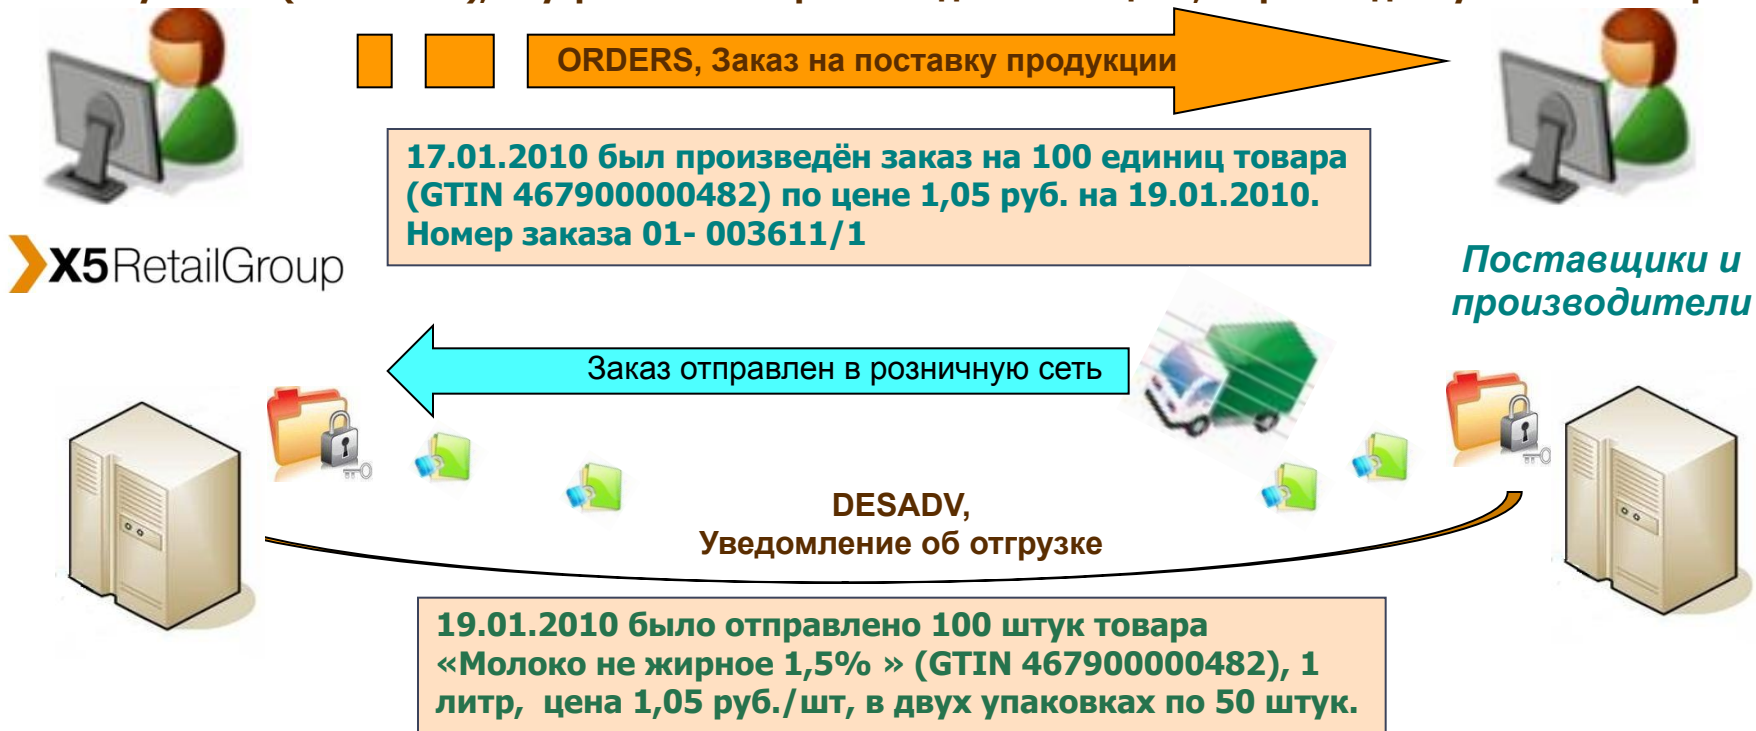 ORDERS, Заказ на поставку продукции
17.01.2010 был произведён заказ на 100 единиц товара
(GTIN 467900000482) по цене 1,05 руб. на 19.01.2010.
Номер заказа 01- 003611/1
X5RetailGroup
Поставщики и
производители
Заказ отправлен в розничную сеть
DESADV,
Уведомление об отгрузке
19.01.2010 было отправлено 100 штук товара
«Молоко не жирное 1,5% » (GTIN 467900000482), 1
литр, цена 1,05 руб./шт, в двух упаковках по 50 штук.